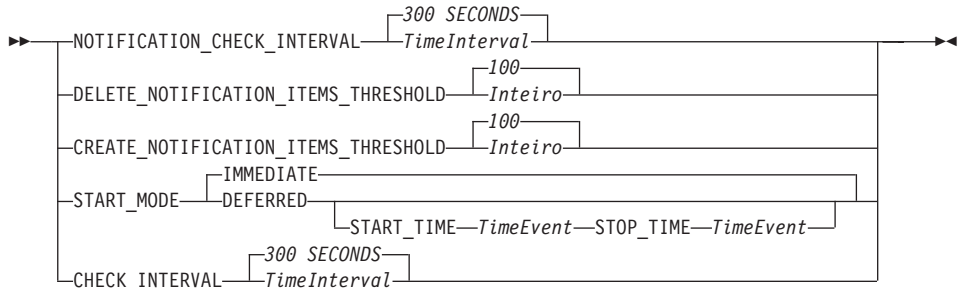 300 SECONDS
NOTIFICATION_CHECK_INTERVAL TimeInterval
100
DELETE_NOTIFICATION_ITEMS_THRESHOLD Inteiro
100
CREATE_NOTIFICATION_ITEMS_THRESHOLD Inteiro
IMMEDIATE
START_MODE DEFERRED
START_TIME TimeEvent STOP_TIME TimeEvent
300 SECONDS
CHECK INTERVAL TimeInterval